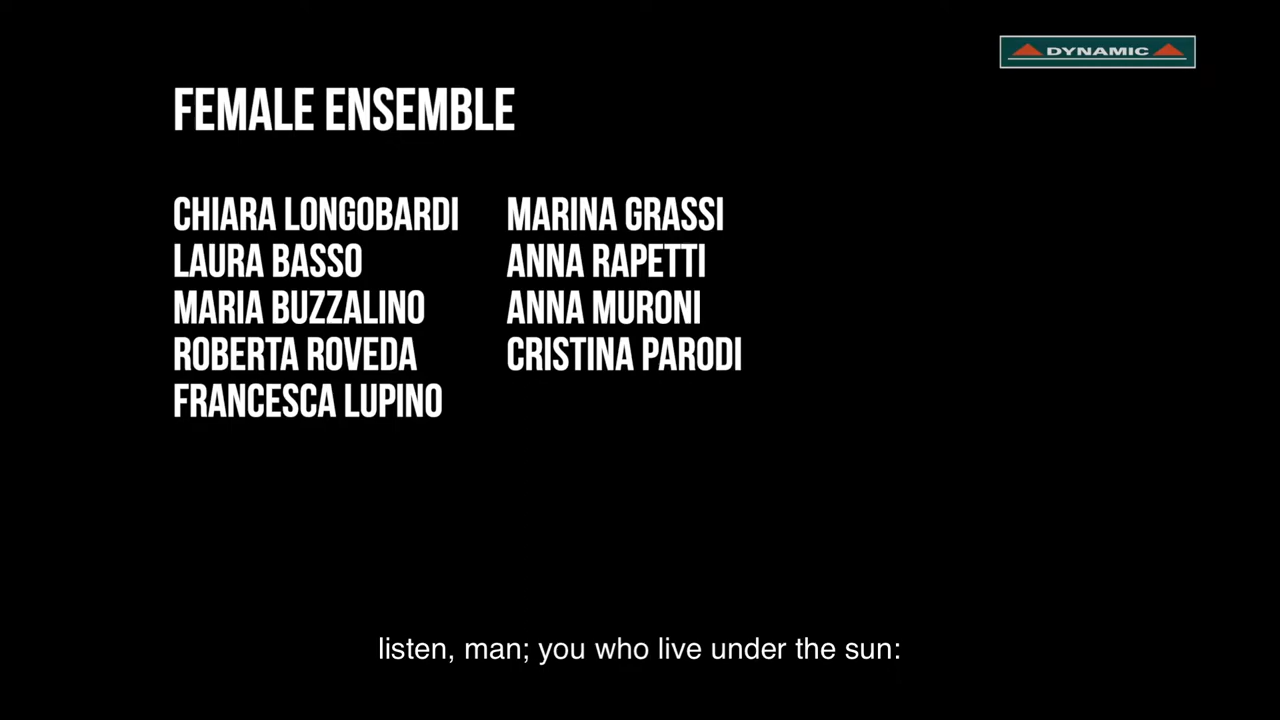 DYNAMIC
FEMALE ENSEMBLE
CHIARA LONGOBARDI
LAURA BASSO
MARIA BUZZALINO
ROBERTA ROVEDA
FRANCESCA LUPINO
MARINA GRASSI
ANNA RAPETTI
ANNA MURONI
CRISTINA PARODI
listen, man; you who live under the sun: